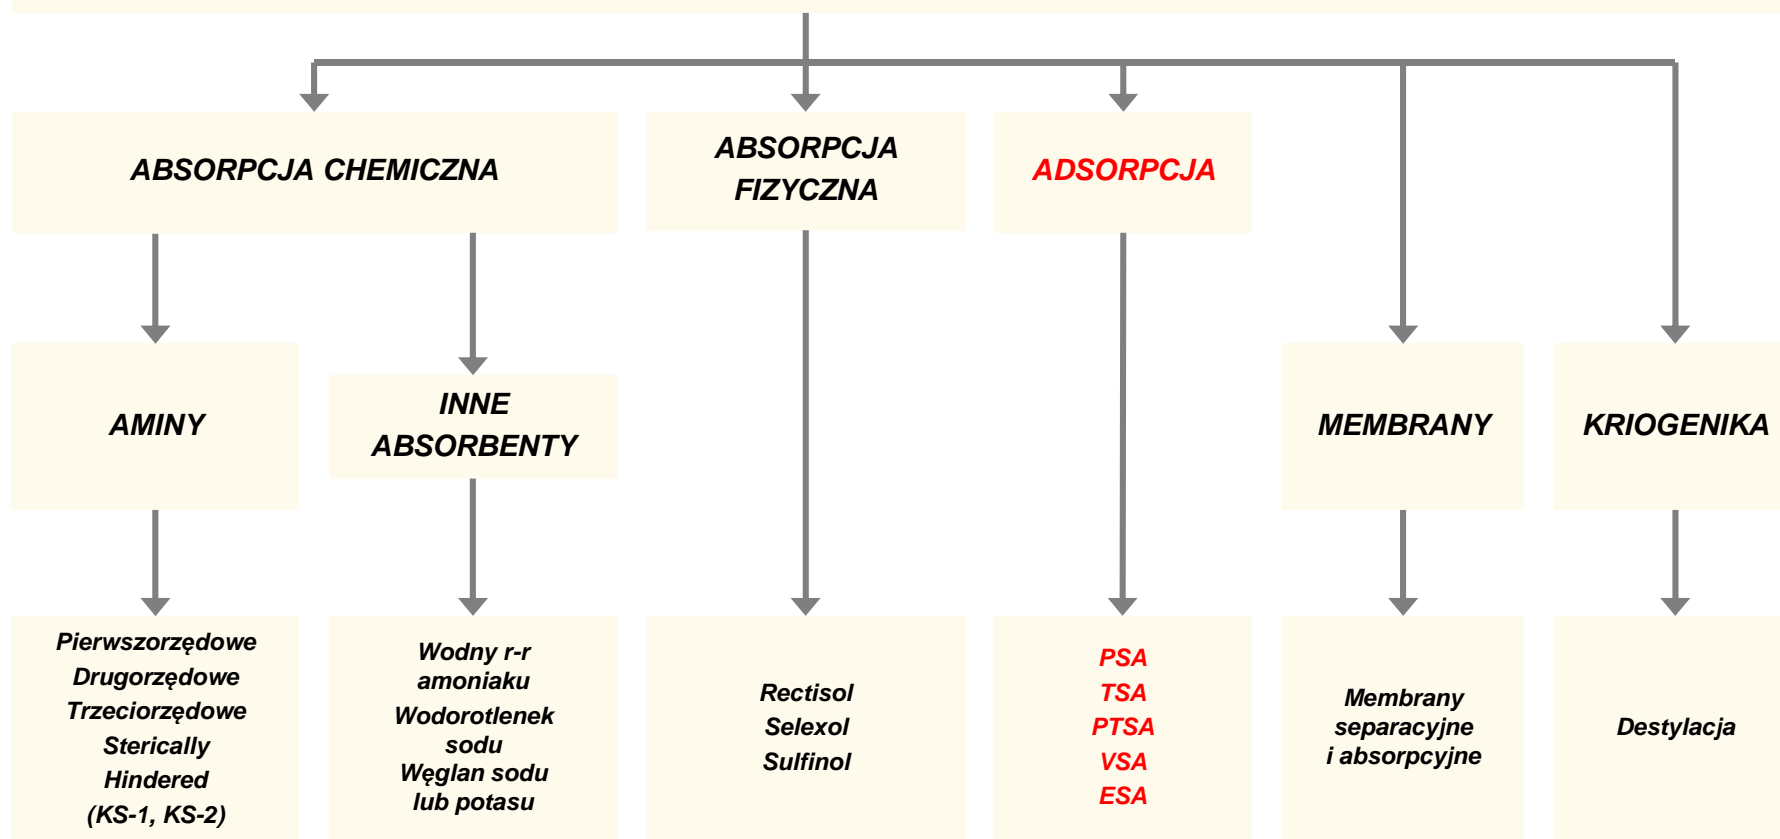 ABSORPCJA CHEMICZNA
ABSORPCJA
FIZYCZNA
ADSORPCJA
AMINY
INNE
ABSORBENTY
MEMBRANY
KRIOGENIKA
Pierwszorzędowe
Drugorzędowe
Trzeciorzędowe
Sterically
Hindered
(KS-1, KS-2)
Wodny r-r
amoniaku
Wodorotlenek
sodu
Węglan sodu
lub potasu
Rectisol
Selexol
Sulfinol
PSA
TSA
PTSA
VSA
ESA
Membrany
separacyjne
i absorpcyjne
Destylacja